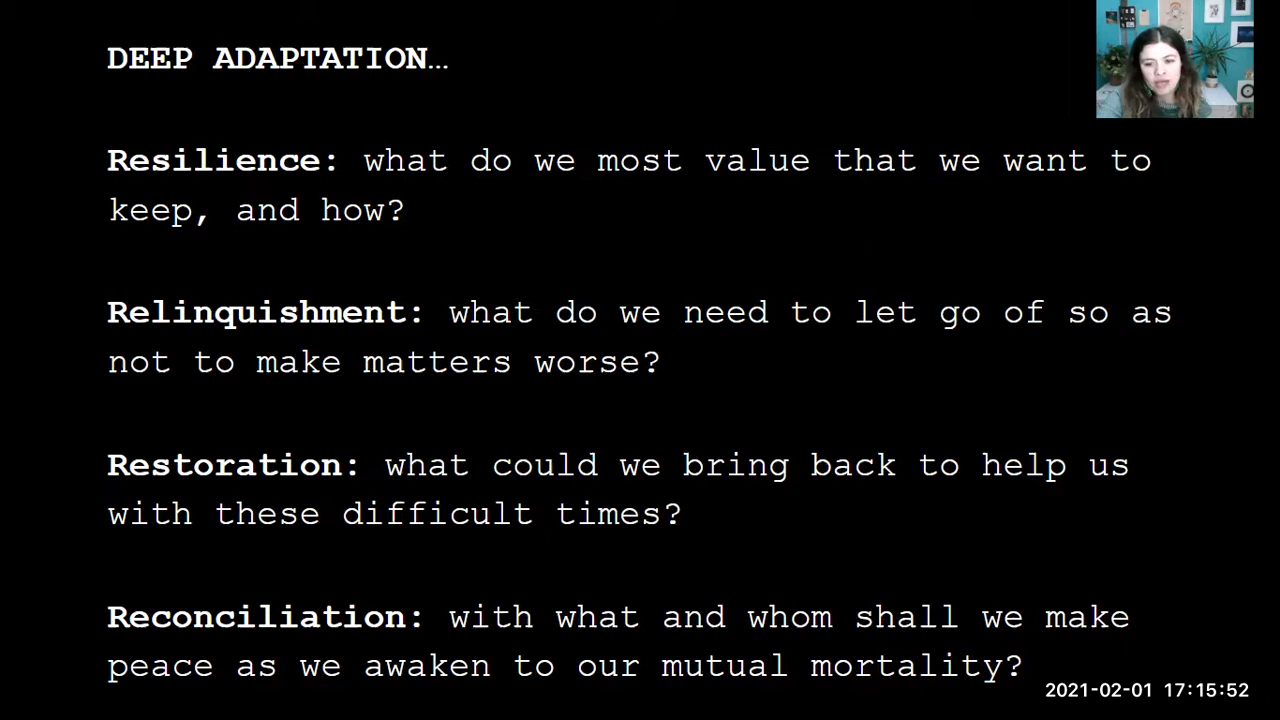 DEEP ADAPTATION…
Resilience: what do we most value that we want to
keep, and how?
Relinquishment: what do we need to let go of so as
not to make matters worse?
Restoration: what could we bring back to help us
with these difficult times?
Reconciliation: with what and whom shall we make
peace as we awaken to our mutual mortality?
2021-02-01 17:15:52